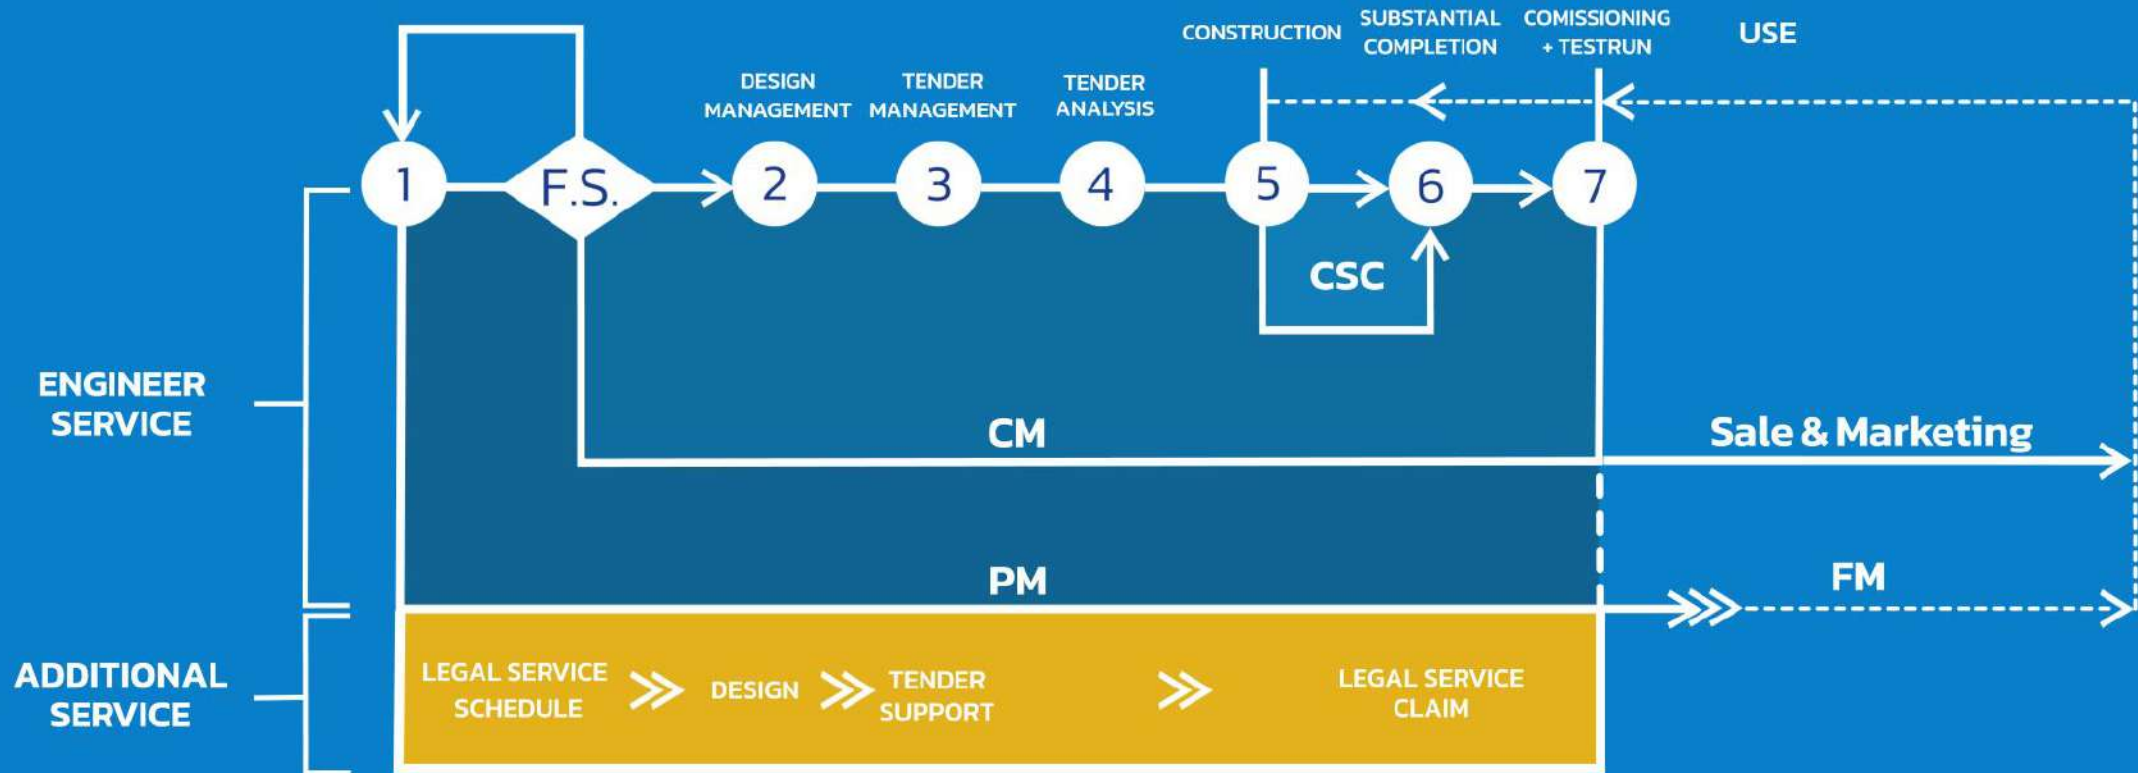 CONSTRUCTION
SUBSTANTIAL
COMPLETION
COMISSIONING
+ TESTRUN
USE
DESIGN
MANAGEMENT
TENDER
MANAGEMENT
TENDER
ANALYSIS
1
F.S.
2
3
4
5
6
7
CSC
ENGINEER
SERVICE
CM
Sale & Marketing
PM
FM
ADDITIONAL
SERVICE
LEGAL SERVICE
SCHEDULE
DESIGN
TENDER
SUPPORT
LEGAL SERVICE
CLAIM